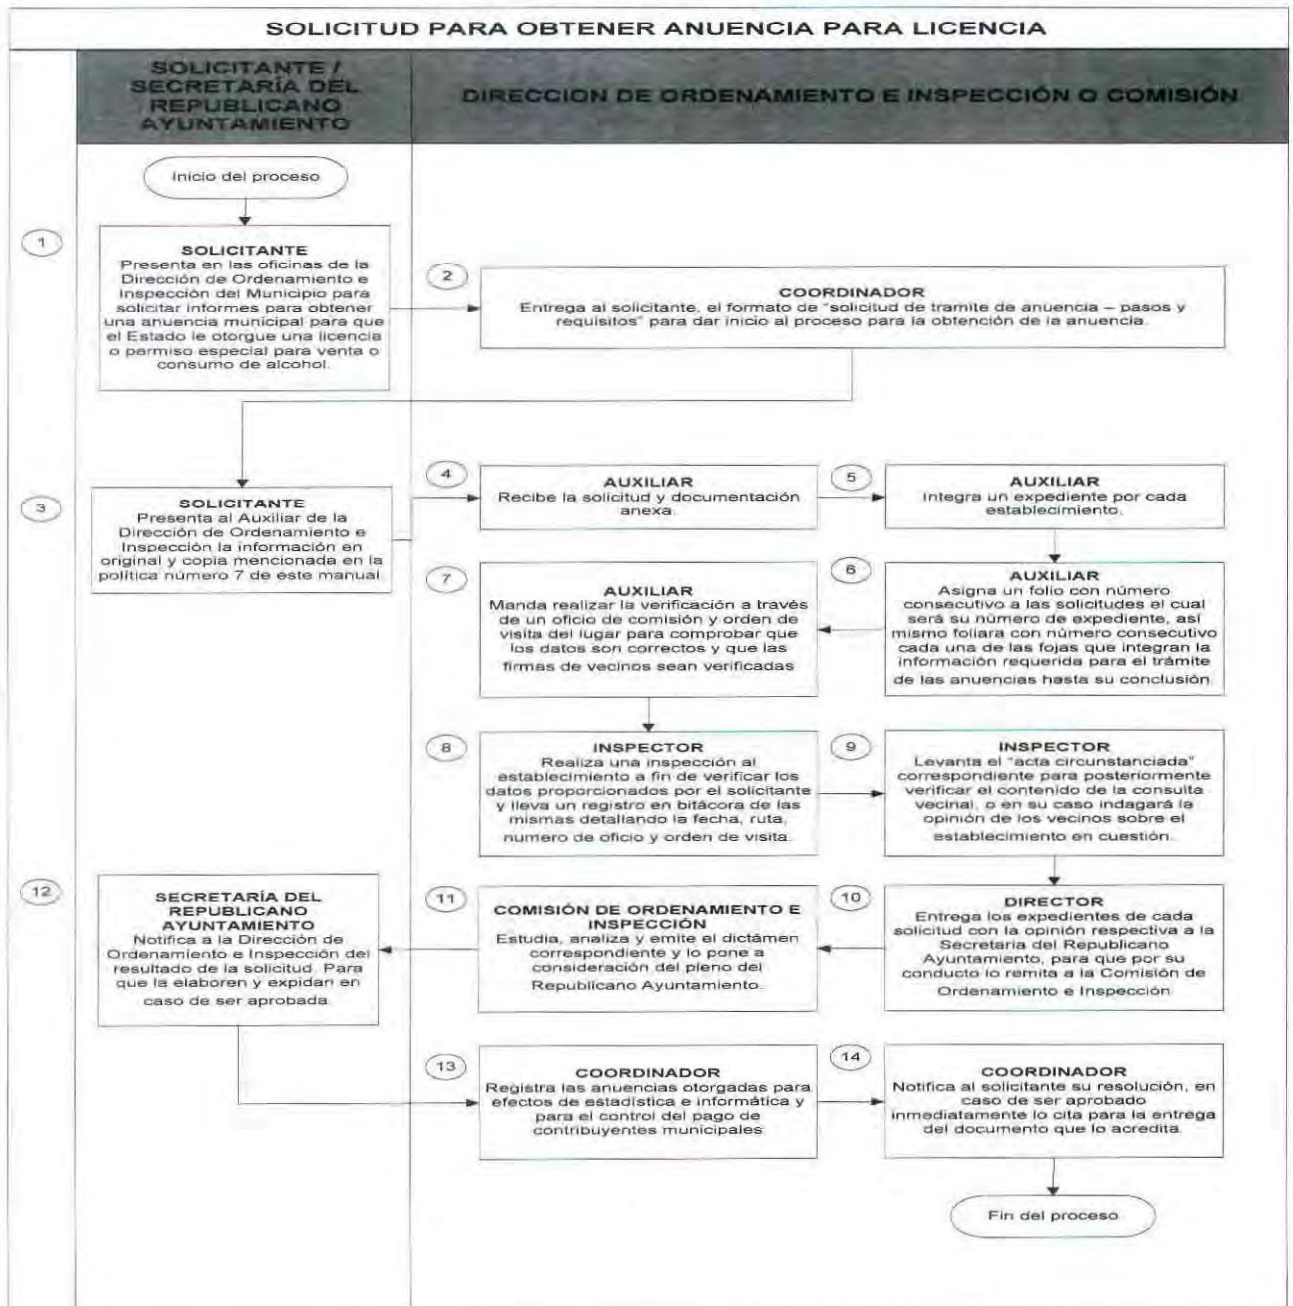 SOLICITUD PARA OBTENER ANUENCIA PARA LICENCIA
SOLICITANTE /
SECRETARÍA DEL
REPUBLICANO
AYUNTAMIENTO
DIRECCION DE ORDENAMIENTO E INSPECCIÓN O COMISIÓN
Inicio del proceso
1
SOLICITANTE
Presenta en las oficinas de la
Dirección de Ordenamiento e
Inspección del Municipio para
solicitar informes para obtener
una anuencia municipal para que
el Estado le otorgue una licencia
o permiso especial para venta o
consumo de alcohol.
2
COORDINADOR
Entrega al solicitante, el formato de "solicitud de tramite de anuencia – pasos y
requisitos" para dar inicio al proceso para la obtención de la anuencia.
3
SOLICITANTE
Presenta al Auxiliar de la
Dirección de Ordenamiento e
Inspección la información en
original y copia mencionada en la
política número 7 de este manual
4
AUXILIAR
Recibe la solicitud y documentación
anexa.
5
AUXILIAR
Integra un expediente por cada
establecimiento.
6
AUXILIAR
Asigna un folio con número
consecutivo a las solicitudes el cual
será su número de expediente, así
mismo foliara con número consecutivo
cada una de las fojas que integran la
información requerida para el trámite
de las anuencias hasta su conclusión
7
AUXILIAR
Manda realizar la verificación a través
de un oficio de comisión y orden de
visita del lugar para comprobar que
los datos son correctos y que las
firmas de vecinos sean verificadas
8
INSPECTOR
Realiza una inspección al
establecimiento a fin de verificar los
datos proporcionados por el solicitante
y lleva un registro en bitácora de las
mismas detallando la fecha, ruta,
numero de oficio y orden de visita.
9
INSPECTOR
Levanta el "acta circunstanciada"
correspondiente para posteriormente
verificar el contenido de la consulta
vecinal, o en su caso indagará la
opinión de los vecinos sobre el
establecimiento en cuestión.
10
DIRECTOR
Entrega los expedientes de cada
solicitud con la opinión respectiva a la
Secretaría del Republicano
Ayuntamiento, para que por su
conducto lo remita a la Comisión de
Ordenamiento e Inspección
11
COMISIÓN DE ORDENAMIENTO E
INSPECCIÓN
Estudia, analiza y emite el dictámen
correspondiente y lo pone a
consideración del pleno del
Republicano Ayuntamiento.
12
SECRETARÍA DEL
REPUBLICANO
AYUNTAMIENTO
Notifica a la Dirección de
Ordenamiento e Inspección del
resultado de la solicitud. Para
que la elaboren y expidan en
caso de ser aprobada
13
COORDINADOR
Registra las anuencias otorgadas para
efectos de estadística e informática y
para el control del pago de
contribuyentes municipales
14
COORDINADOR
Notifica al solicitante su resolución, en
caso de ser aprobado
inmediatamente lo cita para la entrega
del documento que lo acredita.
Fin del proceso